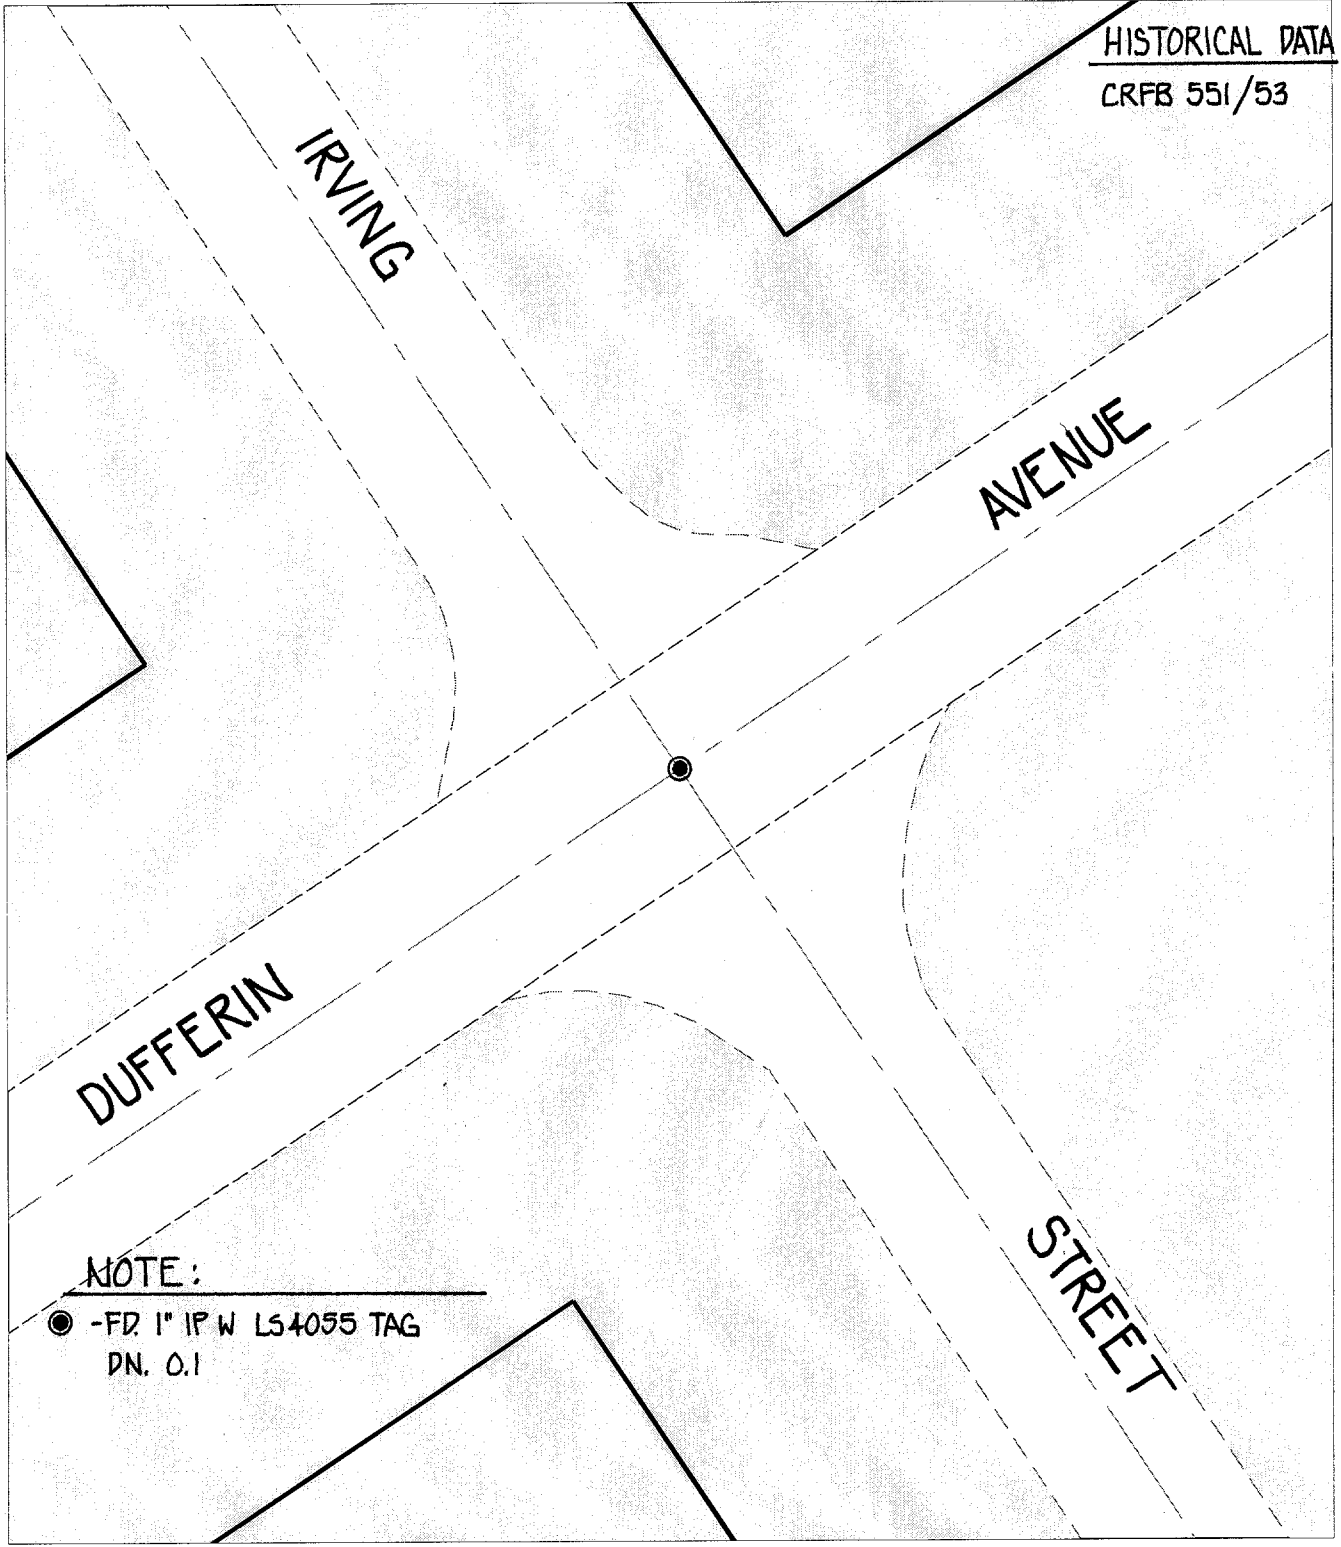 HISTORICAL DATA
CRFB 551/53
IRVING
AVENUE
DUFFERIN
STREET
NOTE:
-FD. 1" IP W LS4055 TAG
DN. 0.1